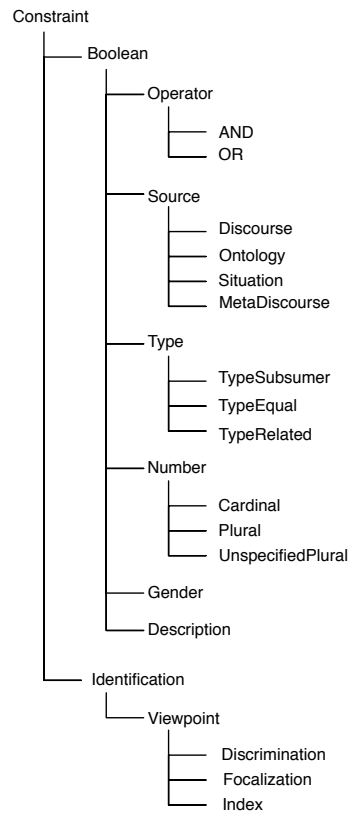 Constraint
Boolean
Operator
AND
OR
Source
Discourse
Ontology
Situation
MetaDiscourse
Type
TypeSubsumer
TypeEqual
TypeRelated
Number
Cardinal
Plural
UnspecifiedPlural
Gender
Description
Identification
Viewpoint
Discrimination
Focalization
Index